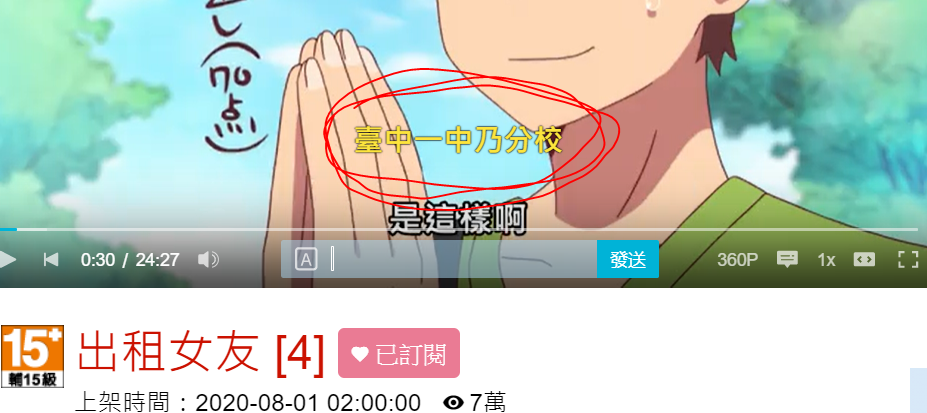 (70点)
臺中一中乃分校
是這樣啊
0:30 / 24:27
A
發送
360P
1x
15+
輔15級
出租女友 [4]
已訂閱
上架時間：2020-08-01 02:00:00
7萬